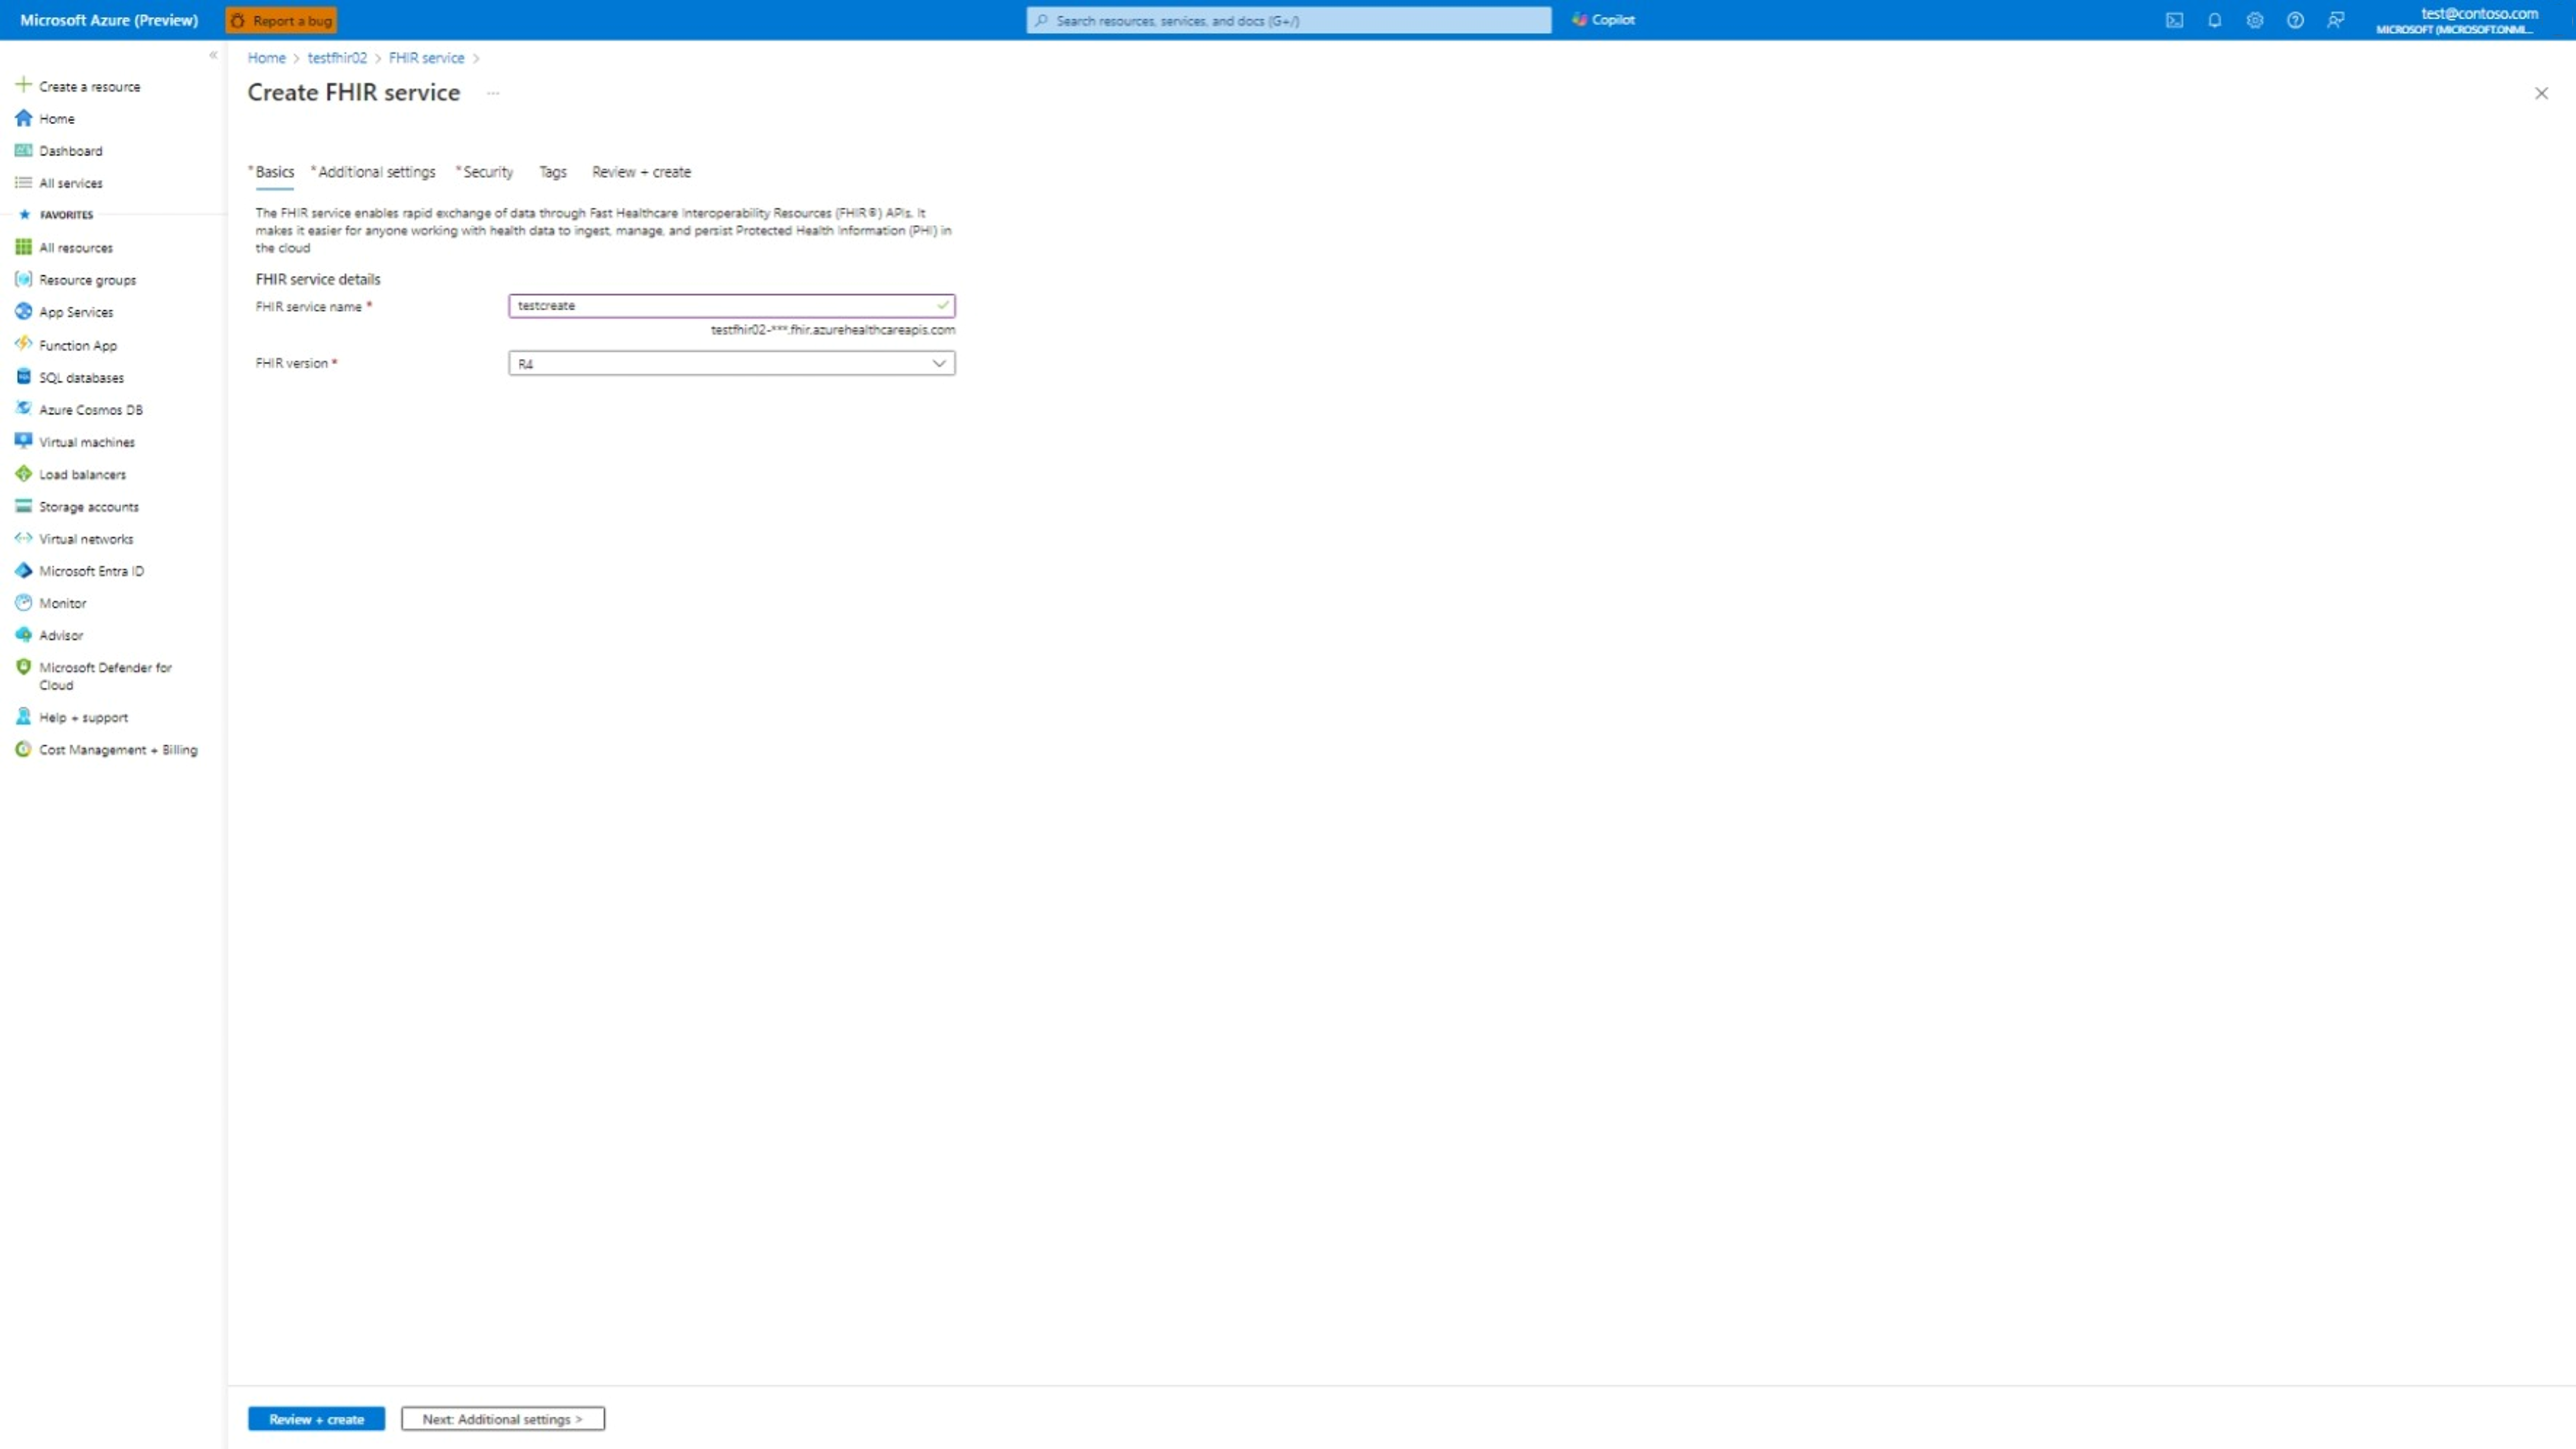 Microsoft Azure (Preview)
Report a bug
Search resources, services, and docs (G+/)
Copilot
test@contoso.com
MICROSOFT (MICROSOFT.ONMI...
Create a resource
Home
Dashboard
All services
FAVORITES
All resources
Resource groups
App Services
Function App
SQL databases
Azure Cosmos DB
Virtual machines
Load balancers
Storage accounts
Virtual networks
Microsoft Entra ID
Monitor
Advisor
Microsoft Defender for
Cloud
Help + support
Cost Management + Billing
Home > testfhir02 > FHIR service >
Create FHIR service ...
* Basics * Additional settings * Security Tags Review + create
The FHIR service enables rapid exchange of data through Fast Healthcare Interoperability Resources (FHIR®) APIs. It
makes it easier for anyone working with health data to ingest, manage, and persist Protected Health Information (PHI) in
the cloud
FHIR service details
FHIR service name * testcreate
testfhir02-***.fhir.azurehealthcareapis.com
FHIR version * R4
Review + create
Next: Additional settings >